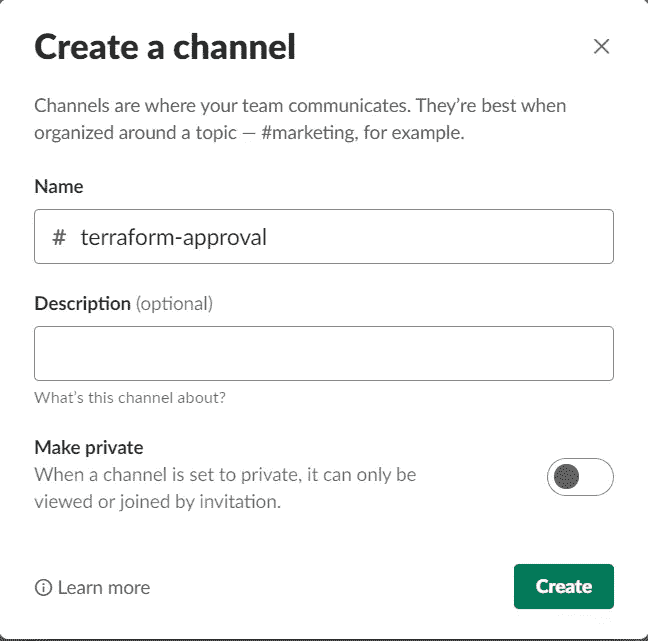 Create a channel
Channels are where your team communicates. They’re best when
organized around a topic — #marketing, for example.
Name
# terraform-approval
Description (optional)
What’s this channel about?
Make private
When a channel is set to private, it can only be
viewed or joined by invitation.
Learn more
Create